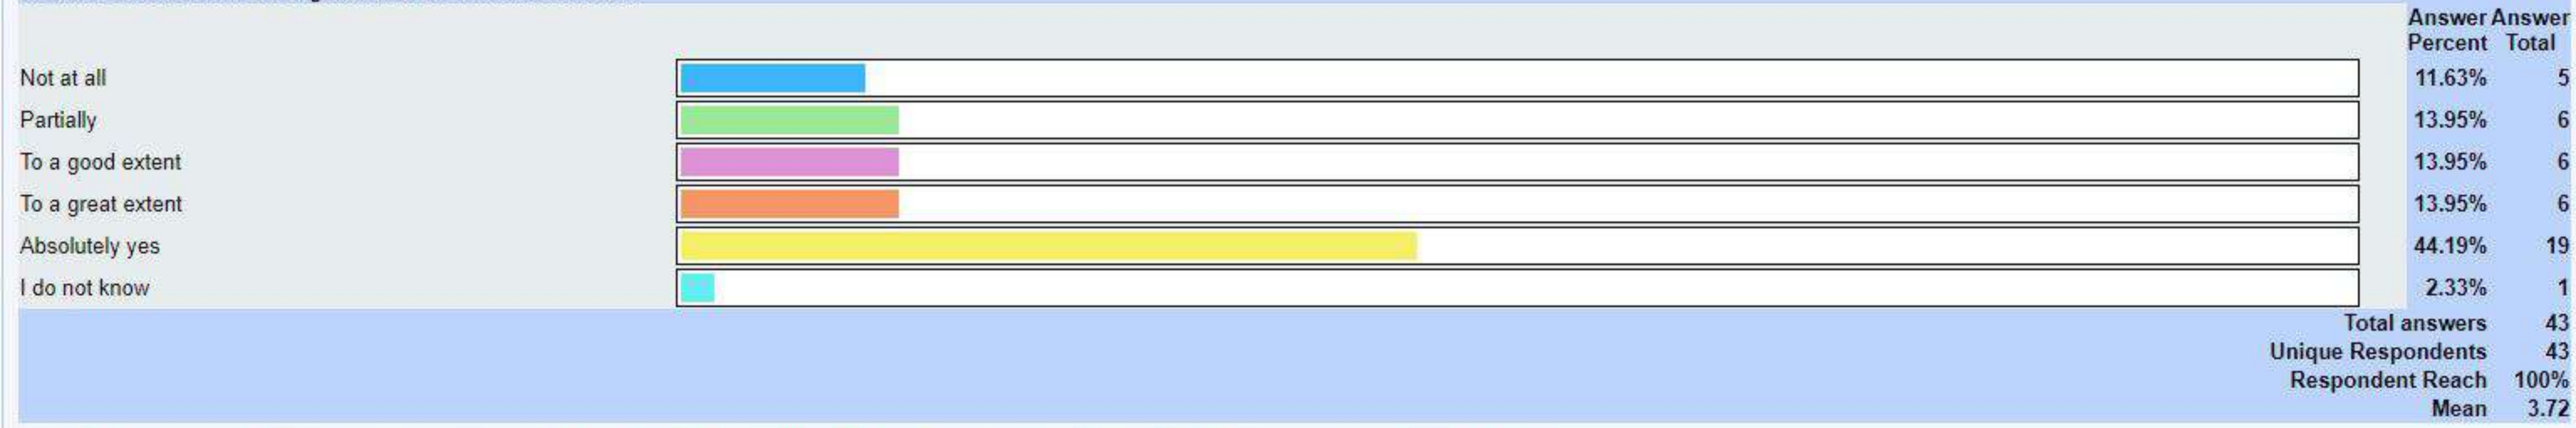 Answer Answer
Percent Total
Not at all 11.63% 5
Partially 13.95% 6
To a good extent 13.95% 6
To a great extent 13.95% 6
Absolutely yes 44.19% 19
I do not know 2.33% 1
Total answers 43
Unique Respondents 43
Respondent Reach 100%
Mean 3.72